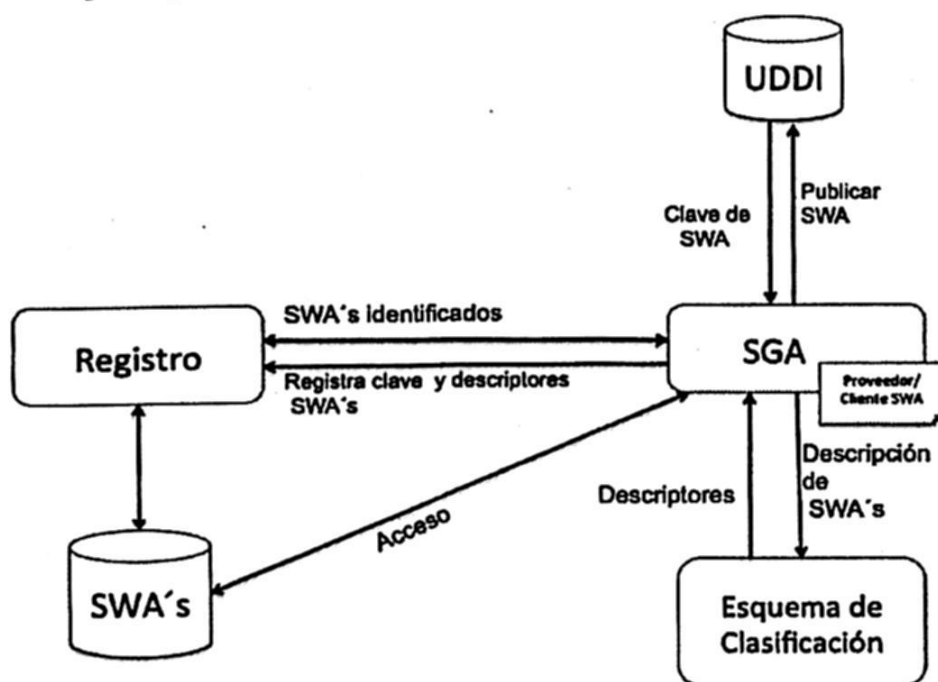 UDDI
Clave de
SWA
Publicar
SWA
SWA´s identificados
Registro
SGA
Registra clave y descriptores
SWA´s
Proveedor/
Cliente SWA
Descriptores
Descripción
de
SWA´s
Acceso
SWA´s
Esquema de
Clasificación